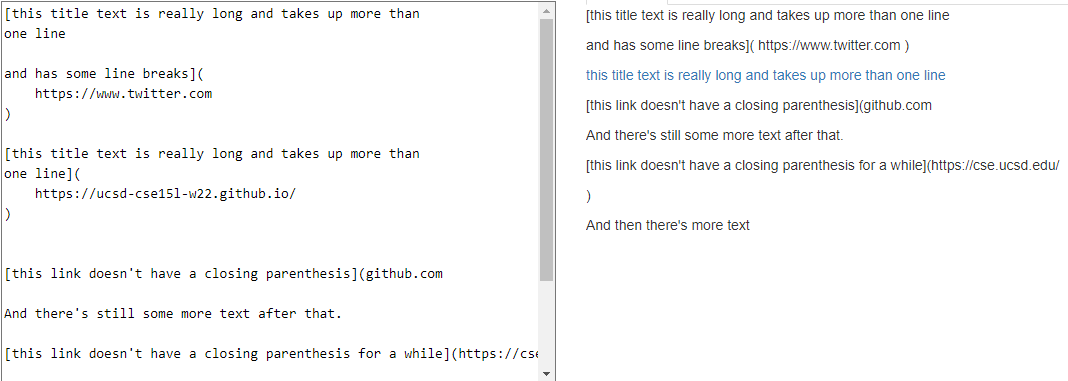 [this title text is really long and takes up more than
one line
and has some line breaks](
https://www.twitter.com
)
[this title text is really long and takes up more than
one line](
https://ucsd-cse15l-w22.github.io/
)
[this link doesn't have a closing parenthesis](github.com
And there's still some more text after that.
[this link doesn't have a closing parenthesis for a while](https://cse
[this title text is really long and takes up more than one line
and has some line breaks]( https://www.twitter.com )
this title text is really long and takes up more than one line
[this link doesn't have a closing parenthesis](github.com
And there's still some more text after that.
[this link doesn't have a closing parenthesis for a while](https://cse.ucsd.edu/
)
And then there's more text